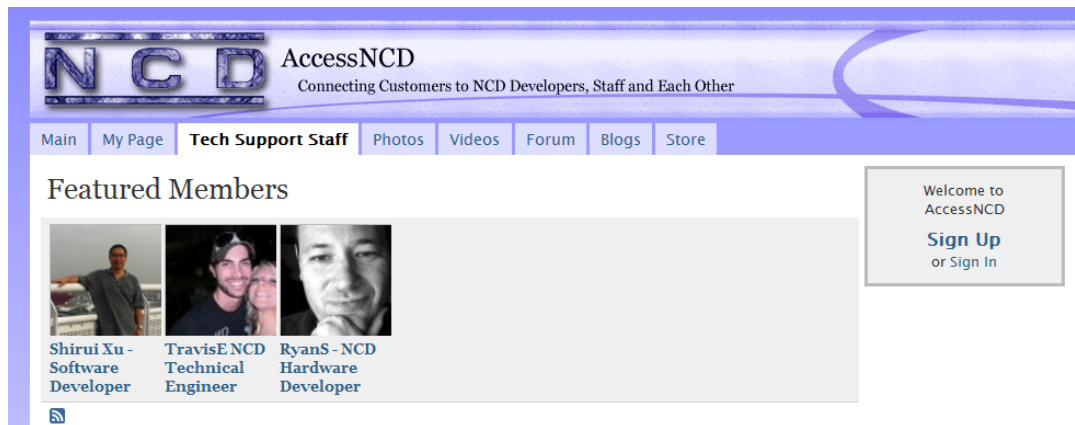 NCD
AccessNCD
Connecting Customers to NCD Developers, Staff and Each Other
Main My Page Tech Support Staff Photos Videos Forum Blogs Store
Featured Members
Shirui Xu -
Software
Developer
TravisE NCD
Technical
Engineer
RyanS - NCD
Hardware
Developer
Welcome to
AccessNCD
Sign Up
or Sign In